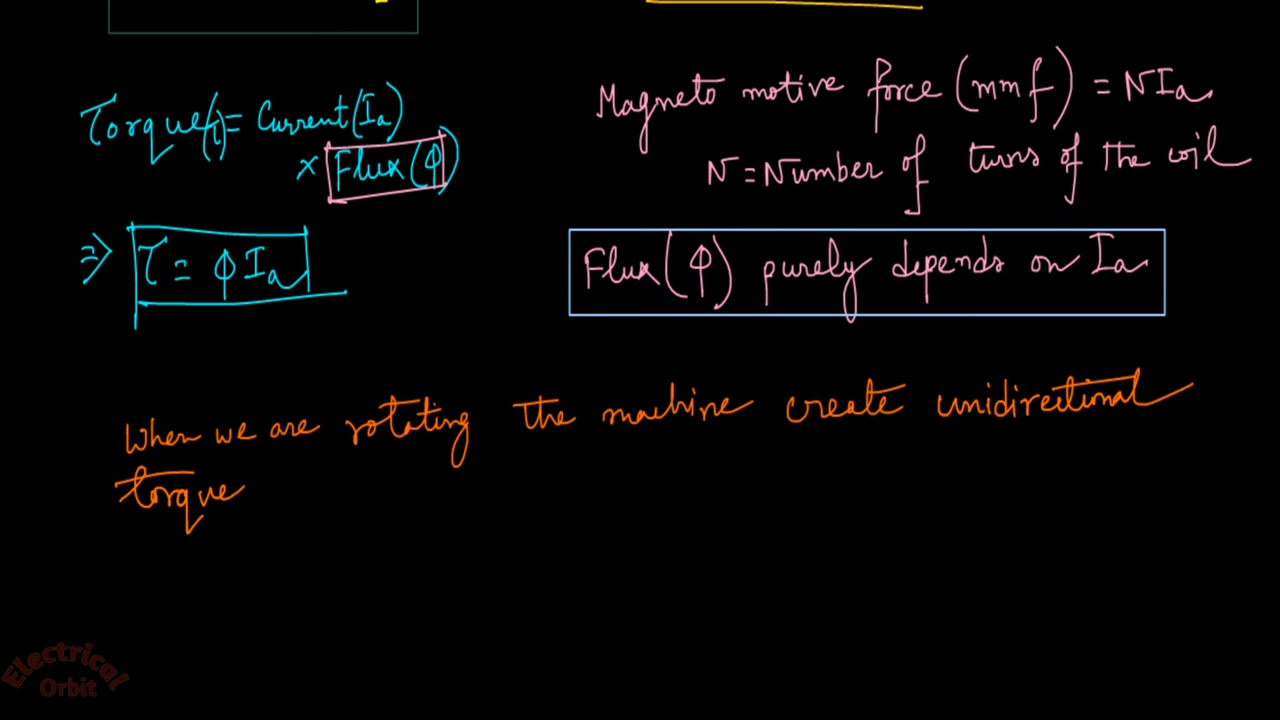 Torque(τ) = Current(Ia)
× Flux(φ)
⇒ τ = φ Ia
Magneto motive force (mmf) = NIa
N = Number of turns of the coil
Flux(φ) purely depends on Ia
When we are rotating the machine create unidirectional
torque
Electrical
Orbit